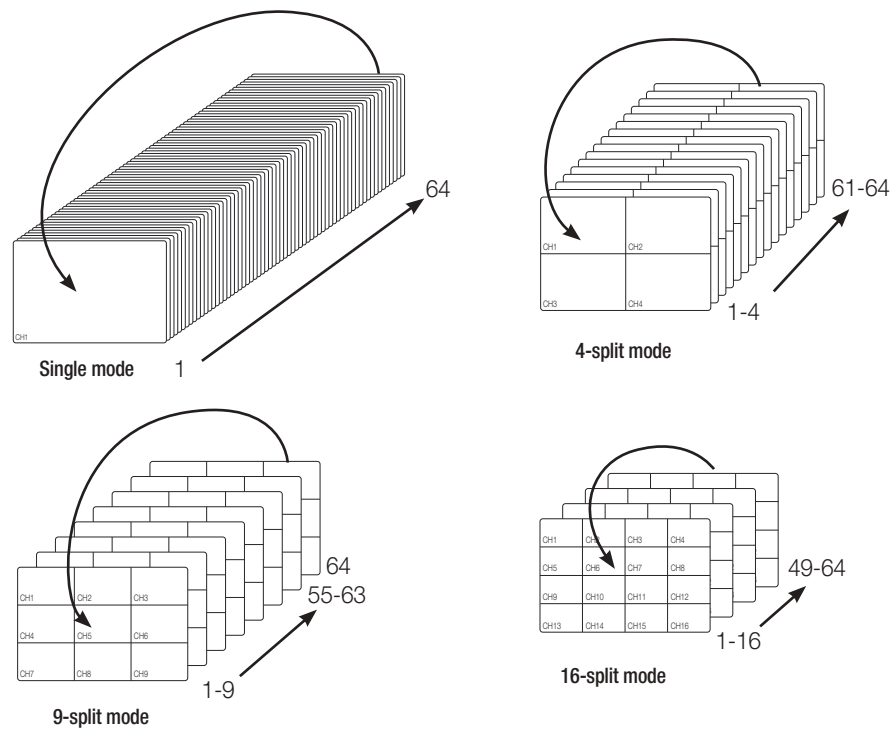 64
CH1
Single mode
1
61-64
CH1
CH2
CH3
CH4
1-4
4-split mode
64
55-63
CH1
CH2
CH3
CH4
CH5
CH6
CH7
CH8
CH9
1-9
9-split mode
49-64
CH1
CH2
CH3
CH4
CH5
CH6
CH7
CH8
CH9
CH10
CH11
CH12
CH13
CH14
CH15
CH16
1-16
16-split mode